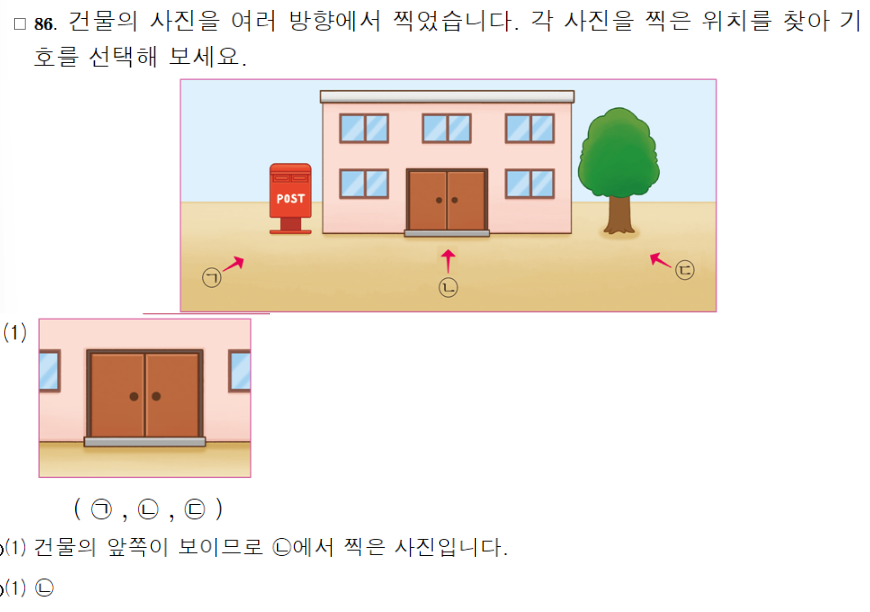 □ 86. 건물의 사진을 여러 방향에서 찍었습니다. 각 사진을 찍은 위치를 찾아 기
호를 선택해 보세요.
POST
㉠
㉡
㉢
(1)
( ㉠ , ㉡ , ㉢ )
(1) 건물의 앞쪽이 보이므로 ㉡에서 찍은 사진입니다.
(1) ㉡